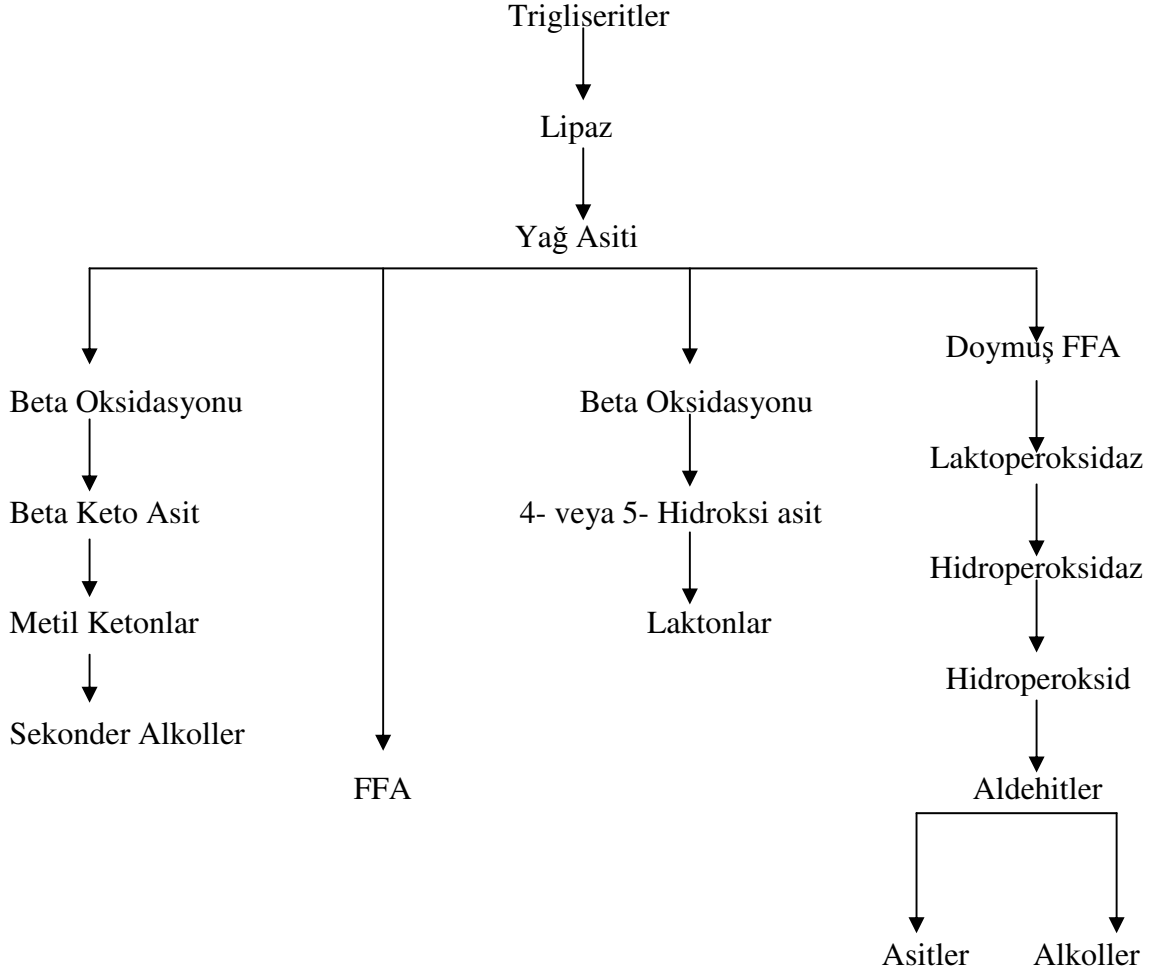 Trigliseritler
Lipaz
Yağ Asiti
Doymuş FFA
Beta Oksidasyonu
Beta Oksidasyonu
Laktoperoksidaz
Beta Keto Asit
4- veya 5- Hidroksi asit
Hidroperoksidaz
Metil Ketonlar
Laktonlar
Hidroperoksid
Sekonder Alkoller
FFA
Aldehitler
Asitler
Alkoller